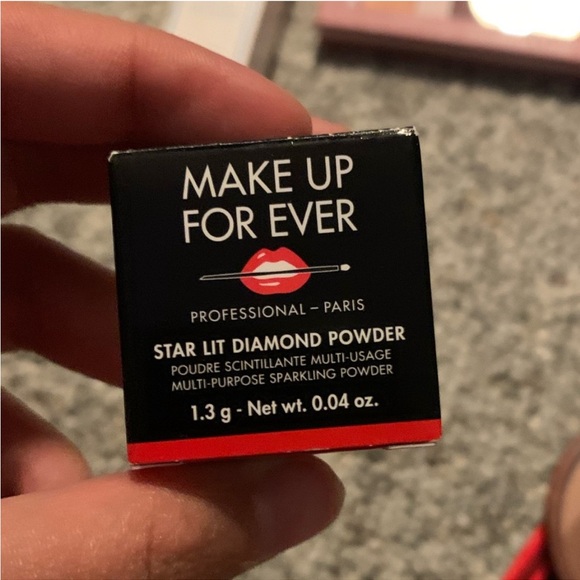 MAKE UP
FOR EVER
PROFESSIONAL – PARIS
STAR LIT DIAMOND POWDER
POUDRE SCINTILLANTE MULTI-USAGE
MULTI-PURPOSE SPARKLING POWDER
1.3 g - Net wt. 0.04 oz.